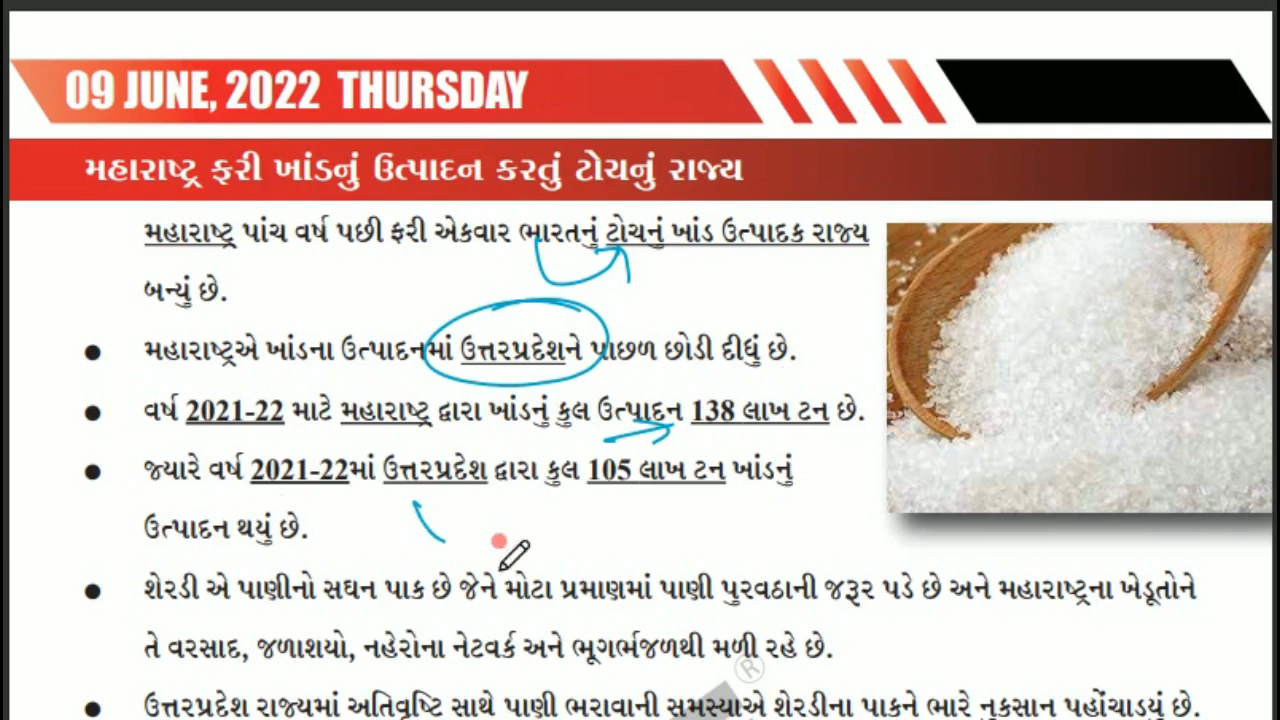 09 JUNE, 2022 THURSDAY
મહારાષ્ટ્ર ફરી ખાંડનું ઉત્પાદન કરતું ટોચનું રાજ્ય
મહારાષ્ટ્ર પાંચ વર્ષ પછી ફરી એકવાર ભારતનું ટોચનું ખાંડ ઉત્પાદક રાજ્ય
બન્યું છે.
● મહારાષ્ટ્રએ ખાંડના ઉત્પાદનમાં ઉત્તરપ્રદેશને પાછળ છોડી દીધું છે.
● વર્ષ 2021-22 માટે મહારાષ્ટ્ર દ્વારા ખાંડનું કુલ ઉત્પાદન 138 લાખ ટન છે.
● જ્યારે વર્ષ 2021-22માં ઉત્તરપ્રદેશ દ્વારા કુલ 105 લાખ ટન ખાંડનું
ઉત્પાદન થયું છે.
● શેરડી એ પાણીનો સઘન પાક છે જેને મોટા પ્રમાણમાં પાણી પુરવઠાની જરૂર પડે છે અને મહારાષ્ટ્રના ખેડૂતોને
તે વરસાદ, જળાશયો, નહેરોના નેટવર્ક અને ભૂગર્ભજળથી મળી રહે છે.
®
● ઉત્તરપ્રદેશ રાજ્યમાં અતિવૃષ્ટિ સાથે પાણી ભરાવાની સમસ્યાએ શેરડીના પાકને ભારે નુકસાન પહોંચાડયું છે.